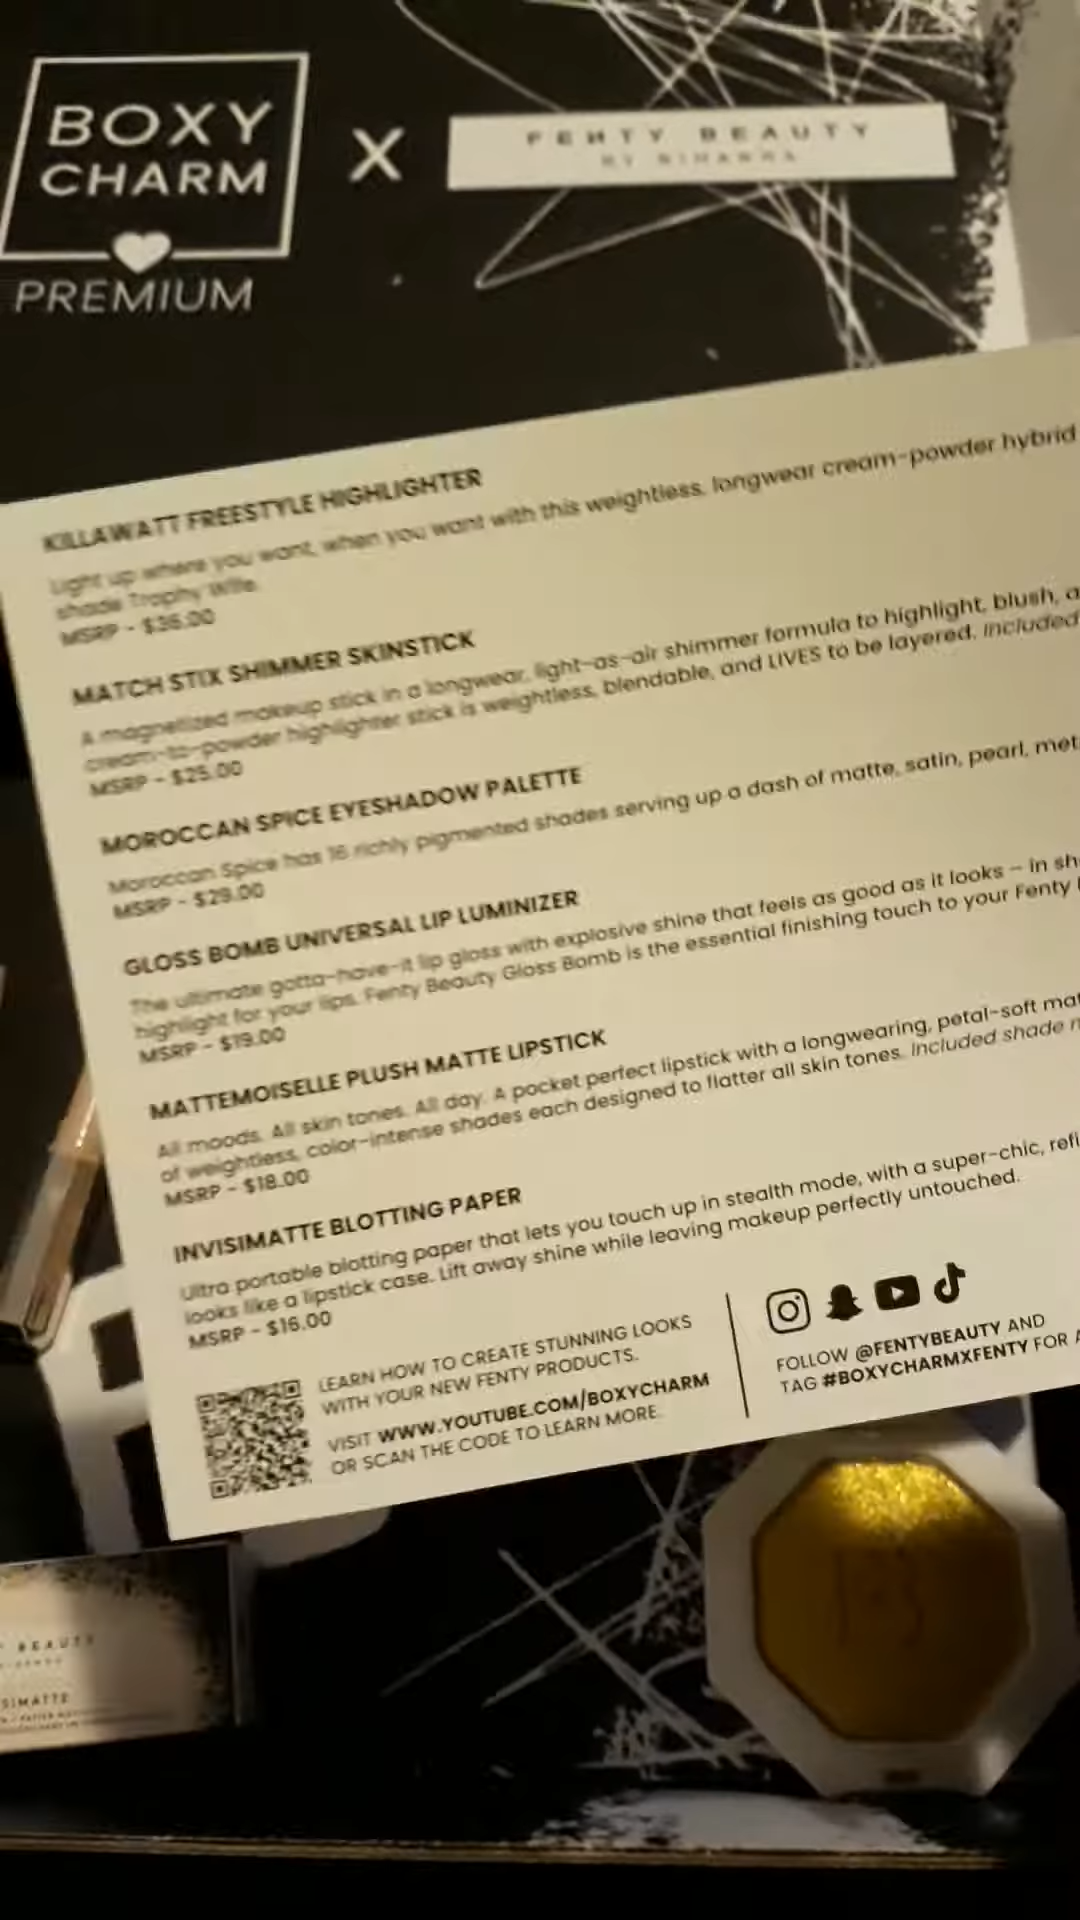 BOXY
CHARM
PREMIUM
X
FENTY BEAUTY
BY RIHANNA
KILLAWATT FREESTYLE HIGHLIGHTER
Light up where you want, when you want with this weightless, longwear cream-powder hybrid
shade Trophy Wife.
MSRP - $36.00
MATCH STIX SHIMMER SKINSTICK
A magnetized makeup stick in a longwear, light-as-air shimmer formula to highlight, blush,
cream-to-powder highlighter stick is weightless, blendable, and LIVES to be layered. Included
MSRP - $25.00
MOROCCAN SPICE EYESHADOW PALETTE
Moroccan Spice has 16 richly pigmented shades serving up a dash of matte, satin, pearl,
MSRP - $29.00
GLOSS BOMB UNIVERSAL LIP LUMINIZER
The ultimate gotta-have-it lip gloss with explosive shine that feels as good as it looks – in
highlight for your lips. Fenty Beauty Gloss Bomb is the essential finishing touch to your Fenty
MSRP - $19.00
MATTEMOISELLE PLUSH MATTE LIPSTICK
All moods. All skin tones. All day. A pocket perfect lipstick with a longwearing, petal-soft
of weightless, color-intense shades each designed to flatter all skin tones. Included shade
MSRP - $18.00
INVISIMATTE BLOTTING PAPER
Ultra portable blotting paper that lets you touch up in stealth mode, with a super-chic,
looks like a lipstick case. Lift away shine while leaving makeup perfectly untouched.
MSRP - $16.00
LEARN HOW TO CREATE STUNNING LOOKS
WITH YOUR NEW FENTY PRODUCTS.
VISIT WWW.YOUTUBE.COM/BOXYCHARM
OR SCAN THE CODE TO LEARN MORE.
FOLLOW @FENTYBEAUTY AND
TAG #BOXYCHARMXFENTY FOR
BEAUTY